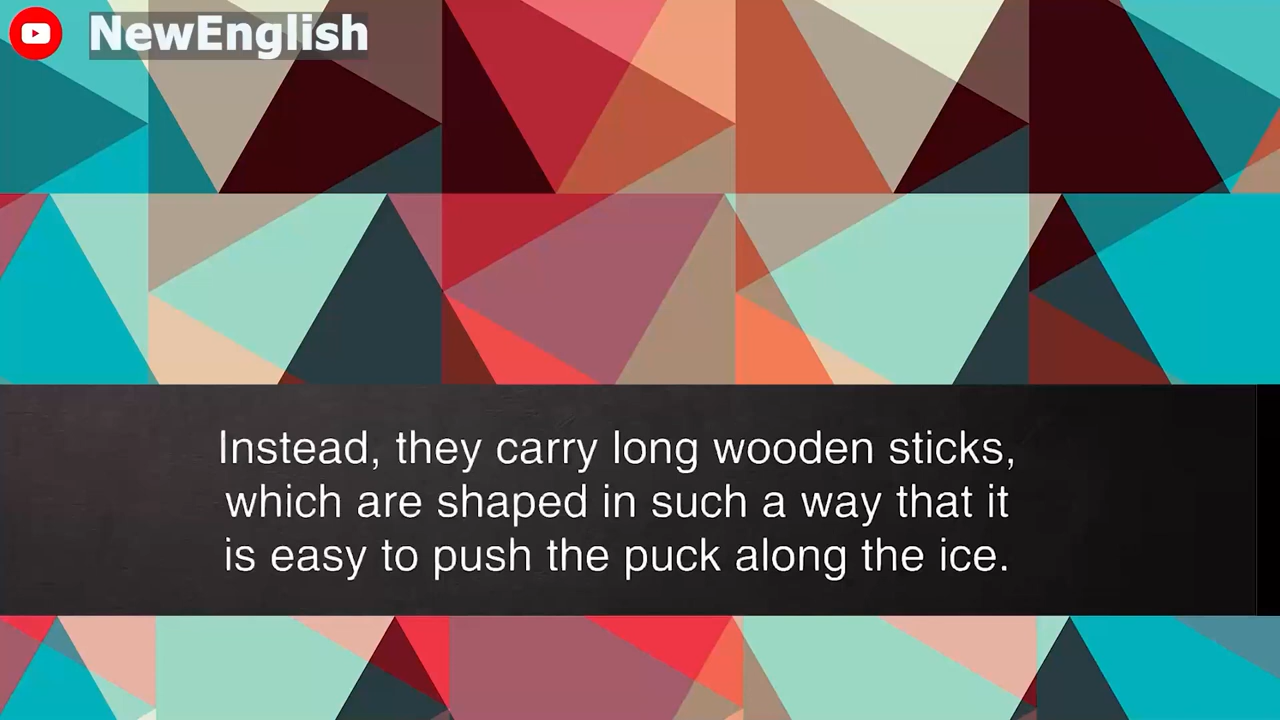 NewEnglish
Instead, they carry long wooden sticks,
which are shaped in such a way that it
is easy to push the puck along the ice.